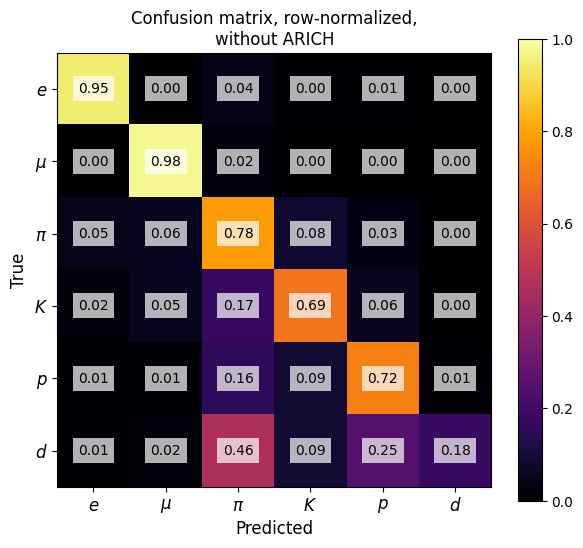 Confusion matrix, row-normalized,
without ARICH
True
e 0.95 0.00 0.04 0.00 0.01 0.00
μ 0.00 0.98 0.02 0.00 0.00 0.00
π 0.05 0.06 0.78 0.08 0.03 0.00
K 0.02 0.05 0.17 0.69 0.06 0.00
p 0.01 0.01 0.16 0.09 0.72 0.01
d 0.01 0.02 0.46 0.09 0.25 0.18
e μ π K p d
Predicted
1.0
0.8
0.6
0.4
0.2
0.0